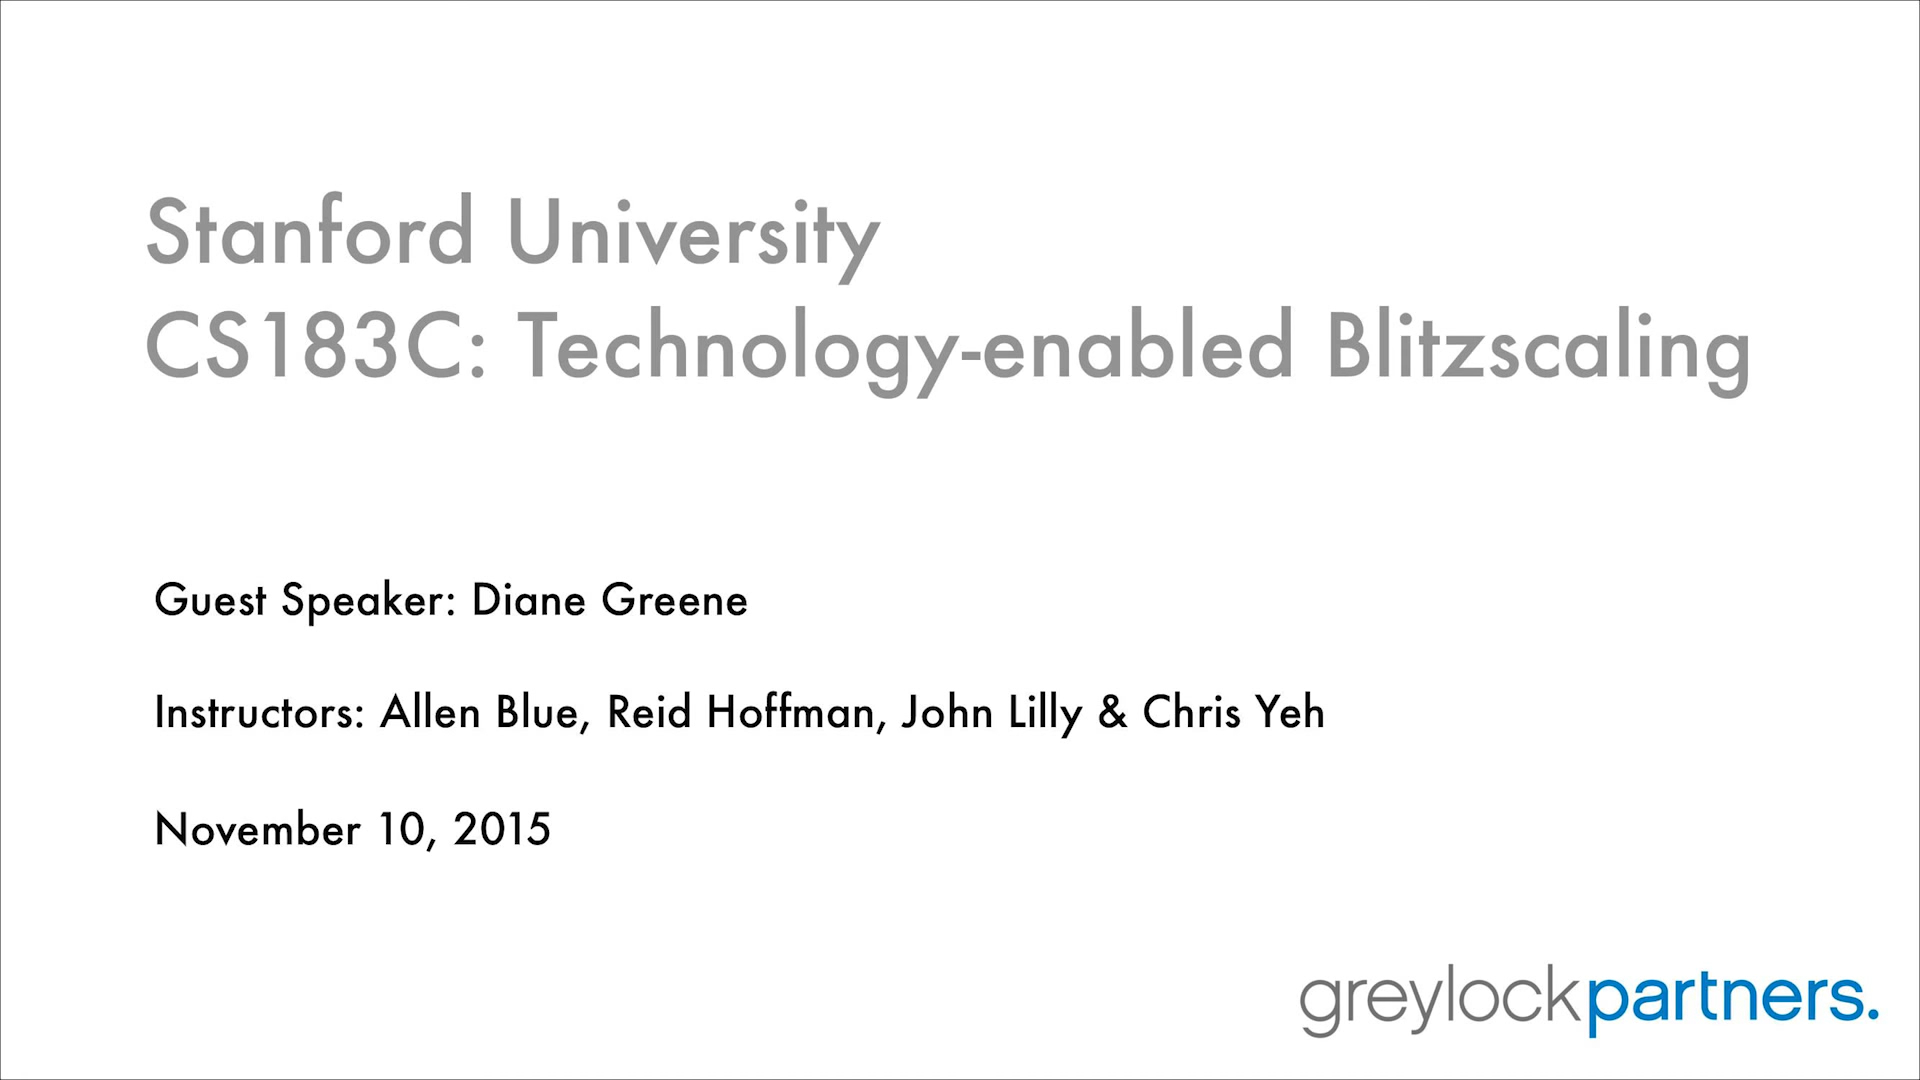 Stanford University
CS183C: Technology-enabled Blitzscaling
Guest Speaker: Diane Greene
Instructors: Allen Blue, Reid Hoffman, John Lilly & Chris Yeh
November 10, 2015
greylockpartners.